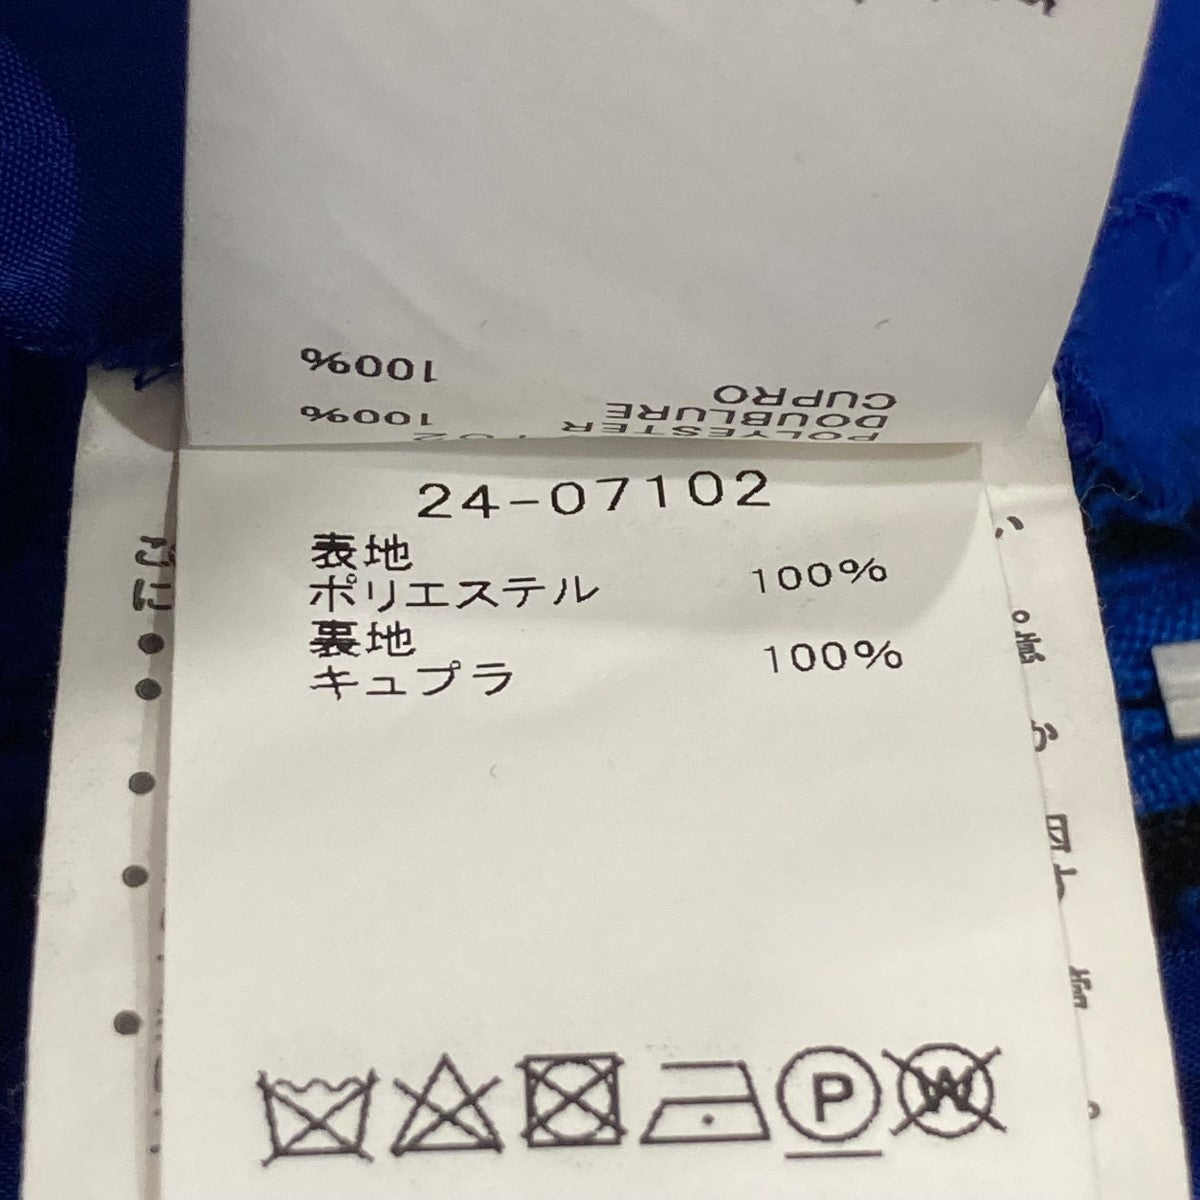 CUPRO 100%
DOUBLURE
POLYESTER 100%
24-07102
表地
ポリエステル 100%
裏地
キュプラ 100%
P
W